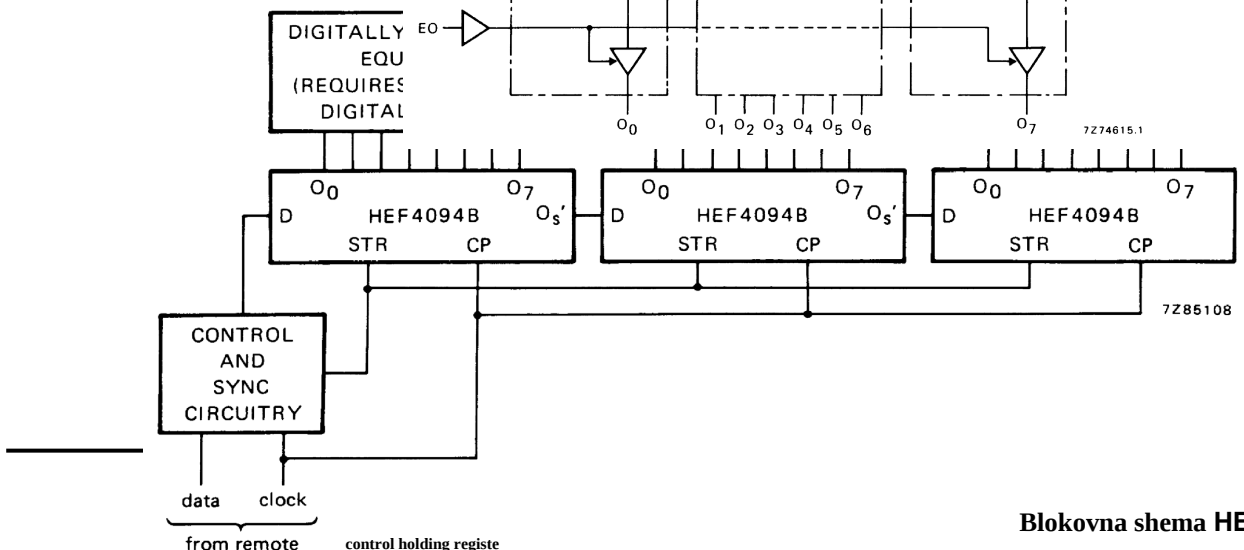 DIGITALLY
EQU
(REQUIRES
DIGITAL
EO
O0 O1 O2 O3 O4 O5 O6 O7
7Z74615.1
O0 O7 O0 O7 O0 O7
D HEF4094B Os' D HEF4094B Os' D HEF4094B
STR CP STR CP STR CP
7Z85108
CONTROL
AND
SYNC
CIRCUITRY
data clock
from remote
control holding registe
Blokovna shema HE